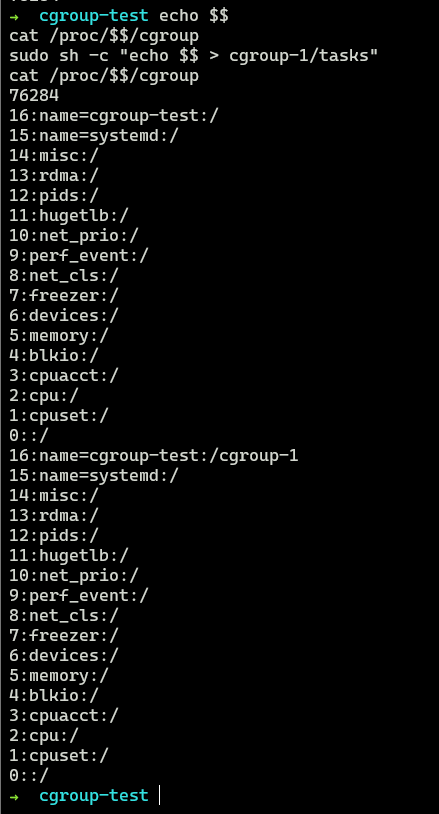 → cgroup-test echo $$
cat /proc/$$/cgroup
sudo sh -c "echo $$ > cgroup-1/tasks"
cat /proc/$$/cgroup
76284
16:name=cgroup-test:/
15:name=systemd:/
14:misc:/
13:rdma:/
12:pids:/
11:hugetlb:/
10:net_prio:/
9:perf_event:/
8:net_cls:/
7:freezer:/
6:devices:/
5:memory:/
4:blkio:/
3:cpuacct:/
2:cpu:/
1:cpuset:/
0::/
16:name=cgroup-test:/cgroup-1
15:name=systemd:/
14:misc:/
13:rdma:/
12:pids:/
11:hugetlb:/
10:net_prio:/
9:perf_event:/
8:net_cls:/
7:freezer:/
6:devices:/
5:memory:/
4:blkio:/
3:cpuacct:/
2:cpu:/
1:cpuset:/
0::/
→ cgroup-test